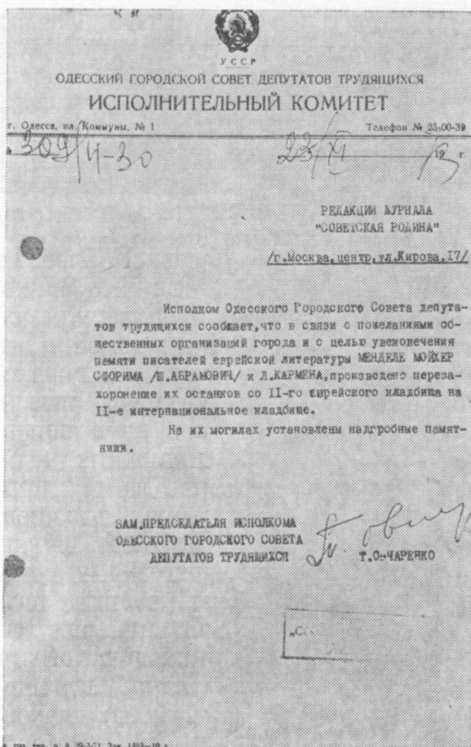 УССР
ОДЕССКИЙ ГОРОДСКОЙ СОВЕТ ДЕПУТАТОВ ТРУДЯЩИХСЯ
ИСПОЛНИТЕЛЬНЫЙ КОМИТЕТ
г. Одесса, пл. Коммуны, № 1 Телефон № 25-00-39
309/4-30 23/XI 19
РЕДАКЦИИ ЖУРНАЛА
"СОВЕТСКАЯ РОДИНА"
/г.Москва,центр,ул.Кирова,17/
Исполком Одесского Городского Совета депута-
тов трудящихся сообщает,что в связи с пожеланиями об-
щественных организаций города и с целью увековечения
памяти писателей еврейской литературы МЕНДЕЛЕ МОЙХЕР
СФОРИМА /Ш.АБРАМОВИЧ/ и Л.КАРМЕНА,произведено переза-
хоронение их останков со II-го еврейского кладбища на
II-е интернациональное кладбище.
На их могилах установлены надгробные памят-
ники.
ЗАМ.ПРЕДСЕДАТЕЛЯ ИСПОЛКОМА
ОДЕССКОГО ГОРОДСКОГО СОВЕТА
ДЕПУТАТОВ ТРУДЯЩИХСЯ Т.ОВЧАРЕНКО
"С.